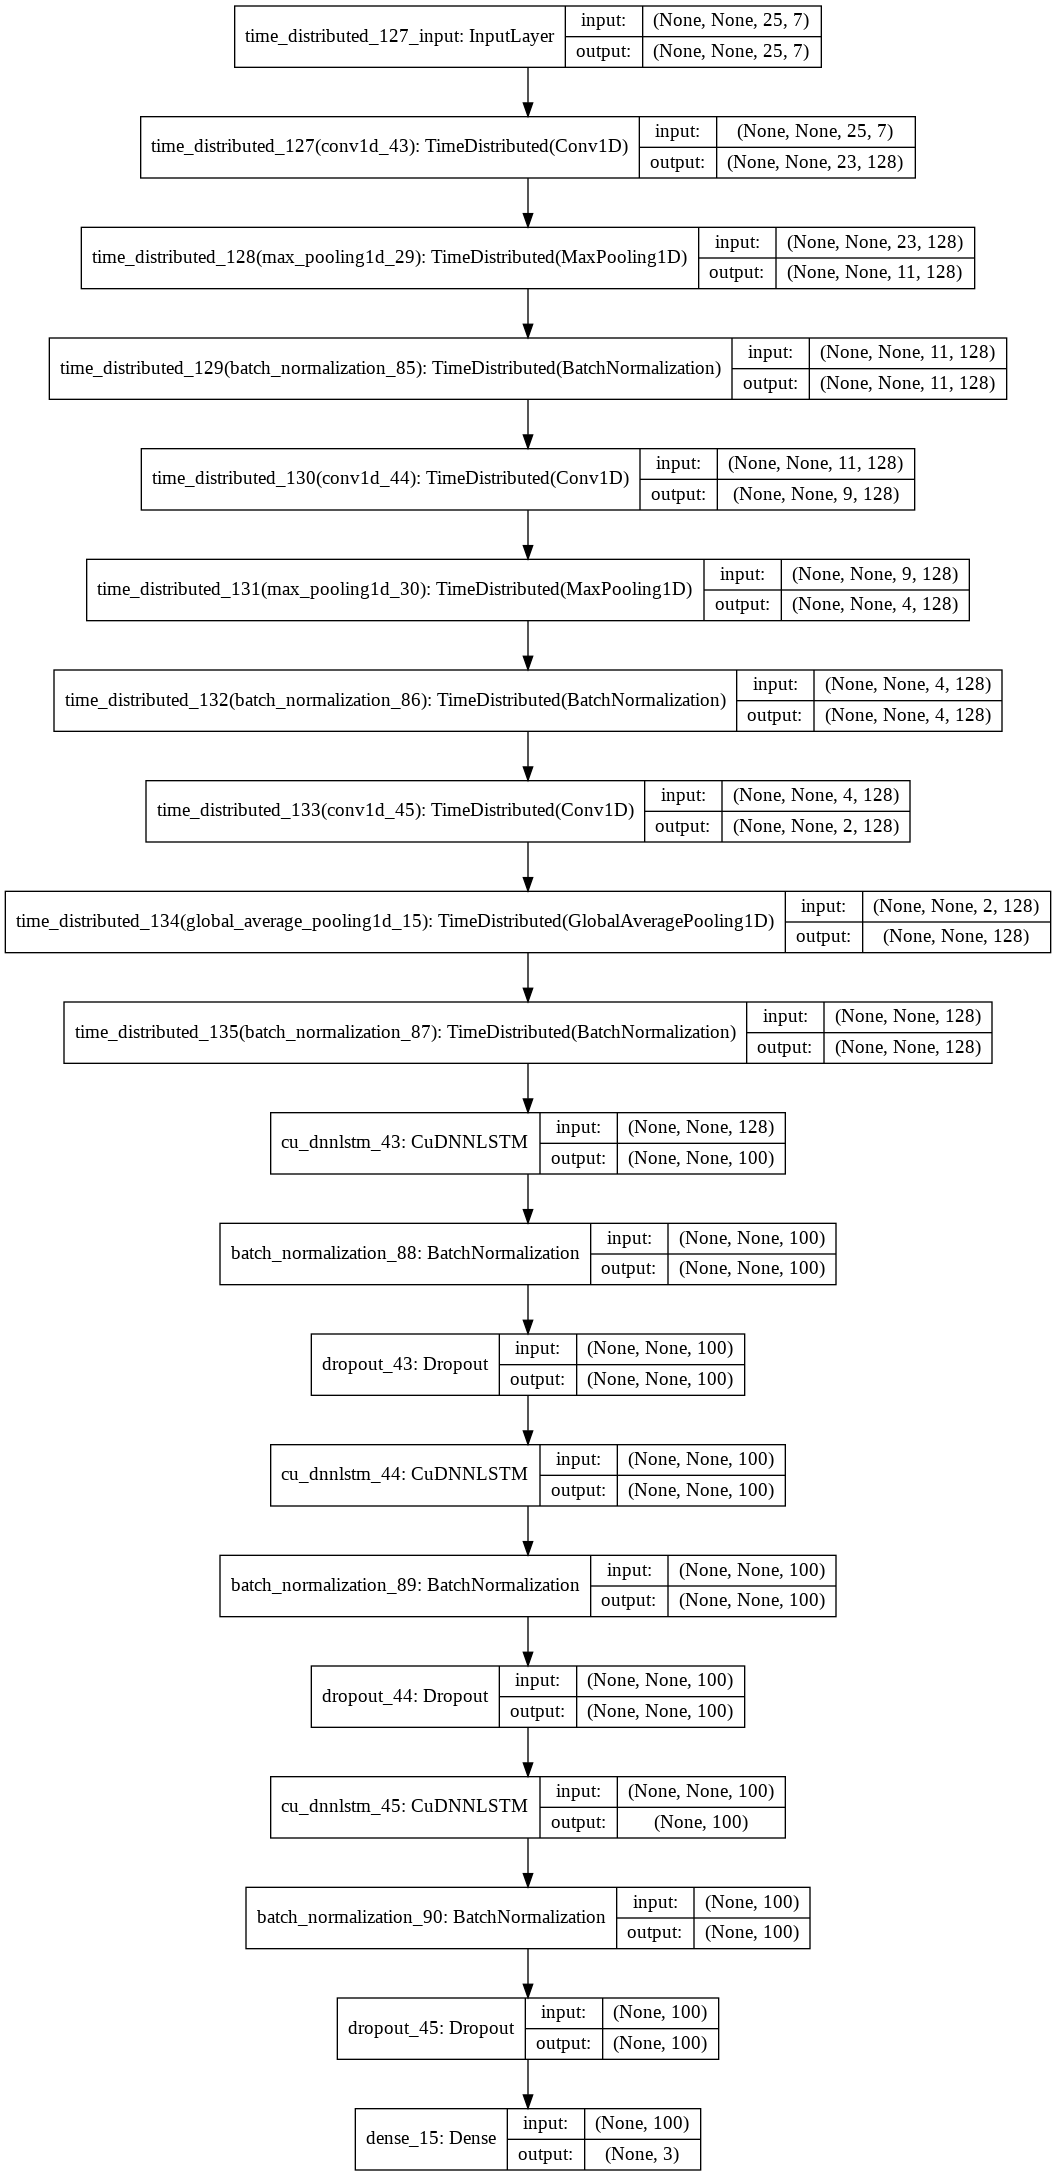 time_distributed_127_input: InputLayer
input: (None, None, 25, 7)
output: (None, None, 25, 7)
time_distributed_127(conv1d_43): TimeDistributed(Conv1D)
input: (None, None, 25, 7)
output: (None, None, 23, 128)
time_distributed_128(max_pooling1d_29): TimeDistributed(MaxPooling1D)
input: (None, None, 23, 128)
output: (None, None, 11, 128)
time_distributed_129(batch_normalization_85): TimeDistributed(BatchNormalization)
input: (None, None, 11, 128)
output: (None, None, 11, 128)
time_distributed_130(conv1d_44): TimeDistributed(Conv1D)
input: (None, None, 11, 128)
output: (None, None, 9, 128)
time_distributed_131(max_pooling1d_30): TimeDistributed(MaxPooling1D)
input: (None, None, 9, 128)
output: (None, None, 4, 128)
time_distributed_132(batch_normalization_86): TimeDistributed(BatchNormalization)
input: (None, None, 4, 128)
output: (None, None, 4, 128)
time_distributed_133(conv1d_45): TimeDistributed(Conv1D)
input: (None, None, 4, 128)
output: (None, None, 2, 128)
time_distributed_134(global_average_pooling1d_15): TimeDistributed(GlobalAveragePooling1D)
input: (None, None, 2, 128)
output: (None, None, 128)
time_distributed_135(batch_normalization_87): TimeDistributed(BatchNormalization)
input: (None, None, 128)
output: (None, None, 128)
cu_dnnlstm_43: CuDNNLSTM
input: (None, None, 128)
output: (None, None, 100)
batch_normalization_88: BatchNormalization
input: (None, None, 100)
output: (None, None, 100)
dropout_43: Dropout
input: (None, None, 100)
output: (None, None, 100)
cu_dnnlstm_44: CuDNNLSTM
input: (None, None, 100)
output: (None, None, 100)
batch_normalization_89: BatchNormalization
input: (None, None, 100)
output: (None, None, 100)
dropout_44: Dropout
input: (None, None, 100)
output: (None, None, 100)
cu_dnnlstm_45: CuDNNLSTM
input: (None, None, 100)
output: (None, 100)
batch_normalization_90: BatchNormalization
input: (None, 100)
output: (None, 100)
dropout_45: Dropout
input: (None, 100)
output: (None, 100)
dense_15: Dense
input: (None, 100)
output: (None, 3)